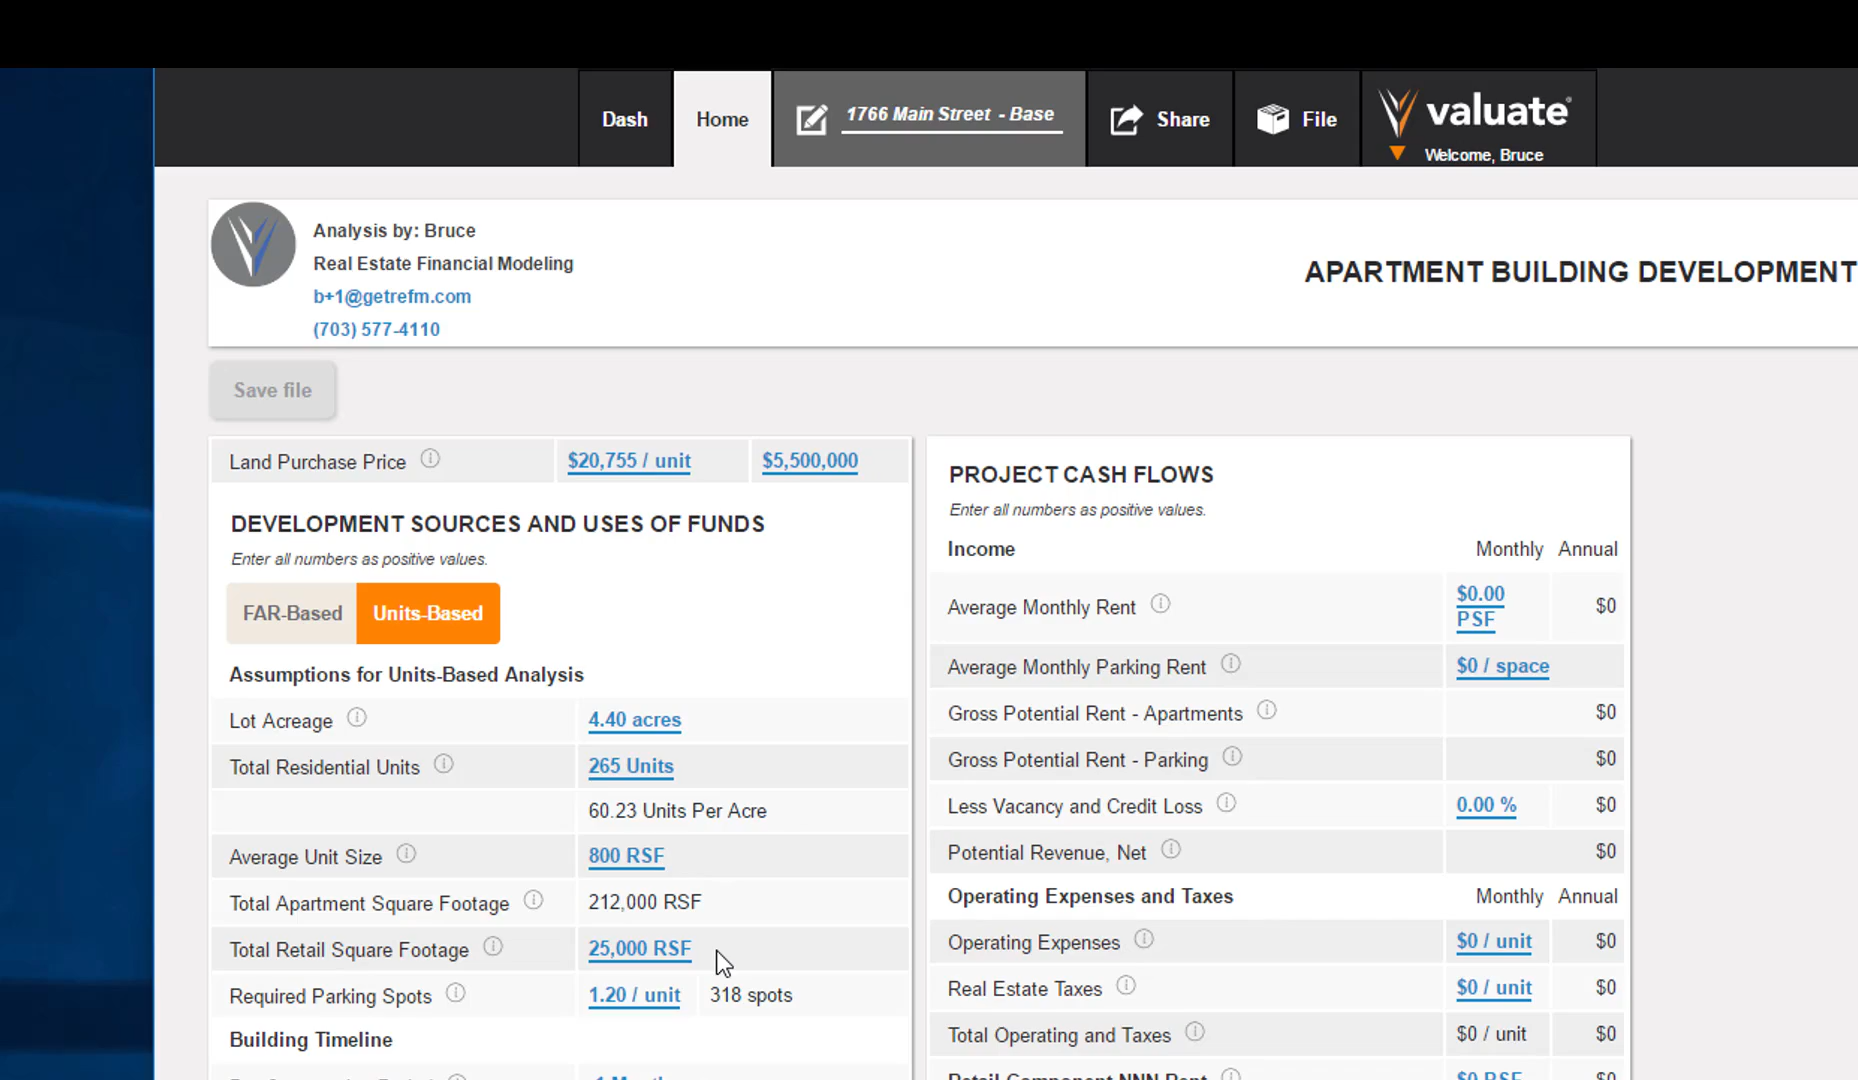 Dash
Home
1766 Main Street - Base
Share
File
valuate®
Welcome, Bruce
Analysis by: Bruce
Real Estate Financial Modeling
b+1@getrefm.com
(703) 577-4110
APARTMENT BUILDING DEVELOPMENT
Save file
Land Purchase Price $20,755 / unit $5,500,000
DEVELOPMENT SOURCES AND USES OF FUNDS
Enter all numbers as positive values.
FAR-Based Units-Based
Assumptions for Units-Based Analysis
Lot Acreage 4.40 acres
Total Residential Units 265 Units
60.23 Units Per Acre
Average Unit Size 800 RSF
Total Apartment Square Footage 212,000 RSF
Total Retail Square Footage 25,000 RSF
Required Parking Spots 1.20 / unit 318 spots
Building Timeline
PROJECT CASH FLOWS
Enter all numbers as positive values.
Income Monthly Annual
Average Monthly Rent $0.00 PSF $0
Average Monthly Parking Rent $0 / space
Gross Potential Rent - Apartments $0
Gross Potential Rent - Parking $0
Less Vacancy and Credit Loss 0.00 % $0
Potential Revenue, Net $0
Operating Expenses and Taxes Monthly Annual
Operating Expenses $0 / unit $0
Real Estate Taxes $0 / unit $0
Total Operating and Taxes $0 / unit $0
Retail Component NNN Rent $0 RSF $0